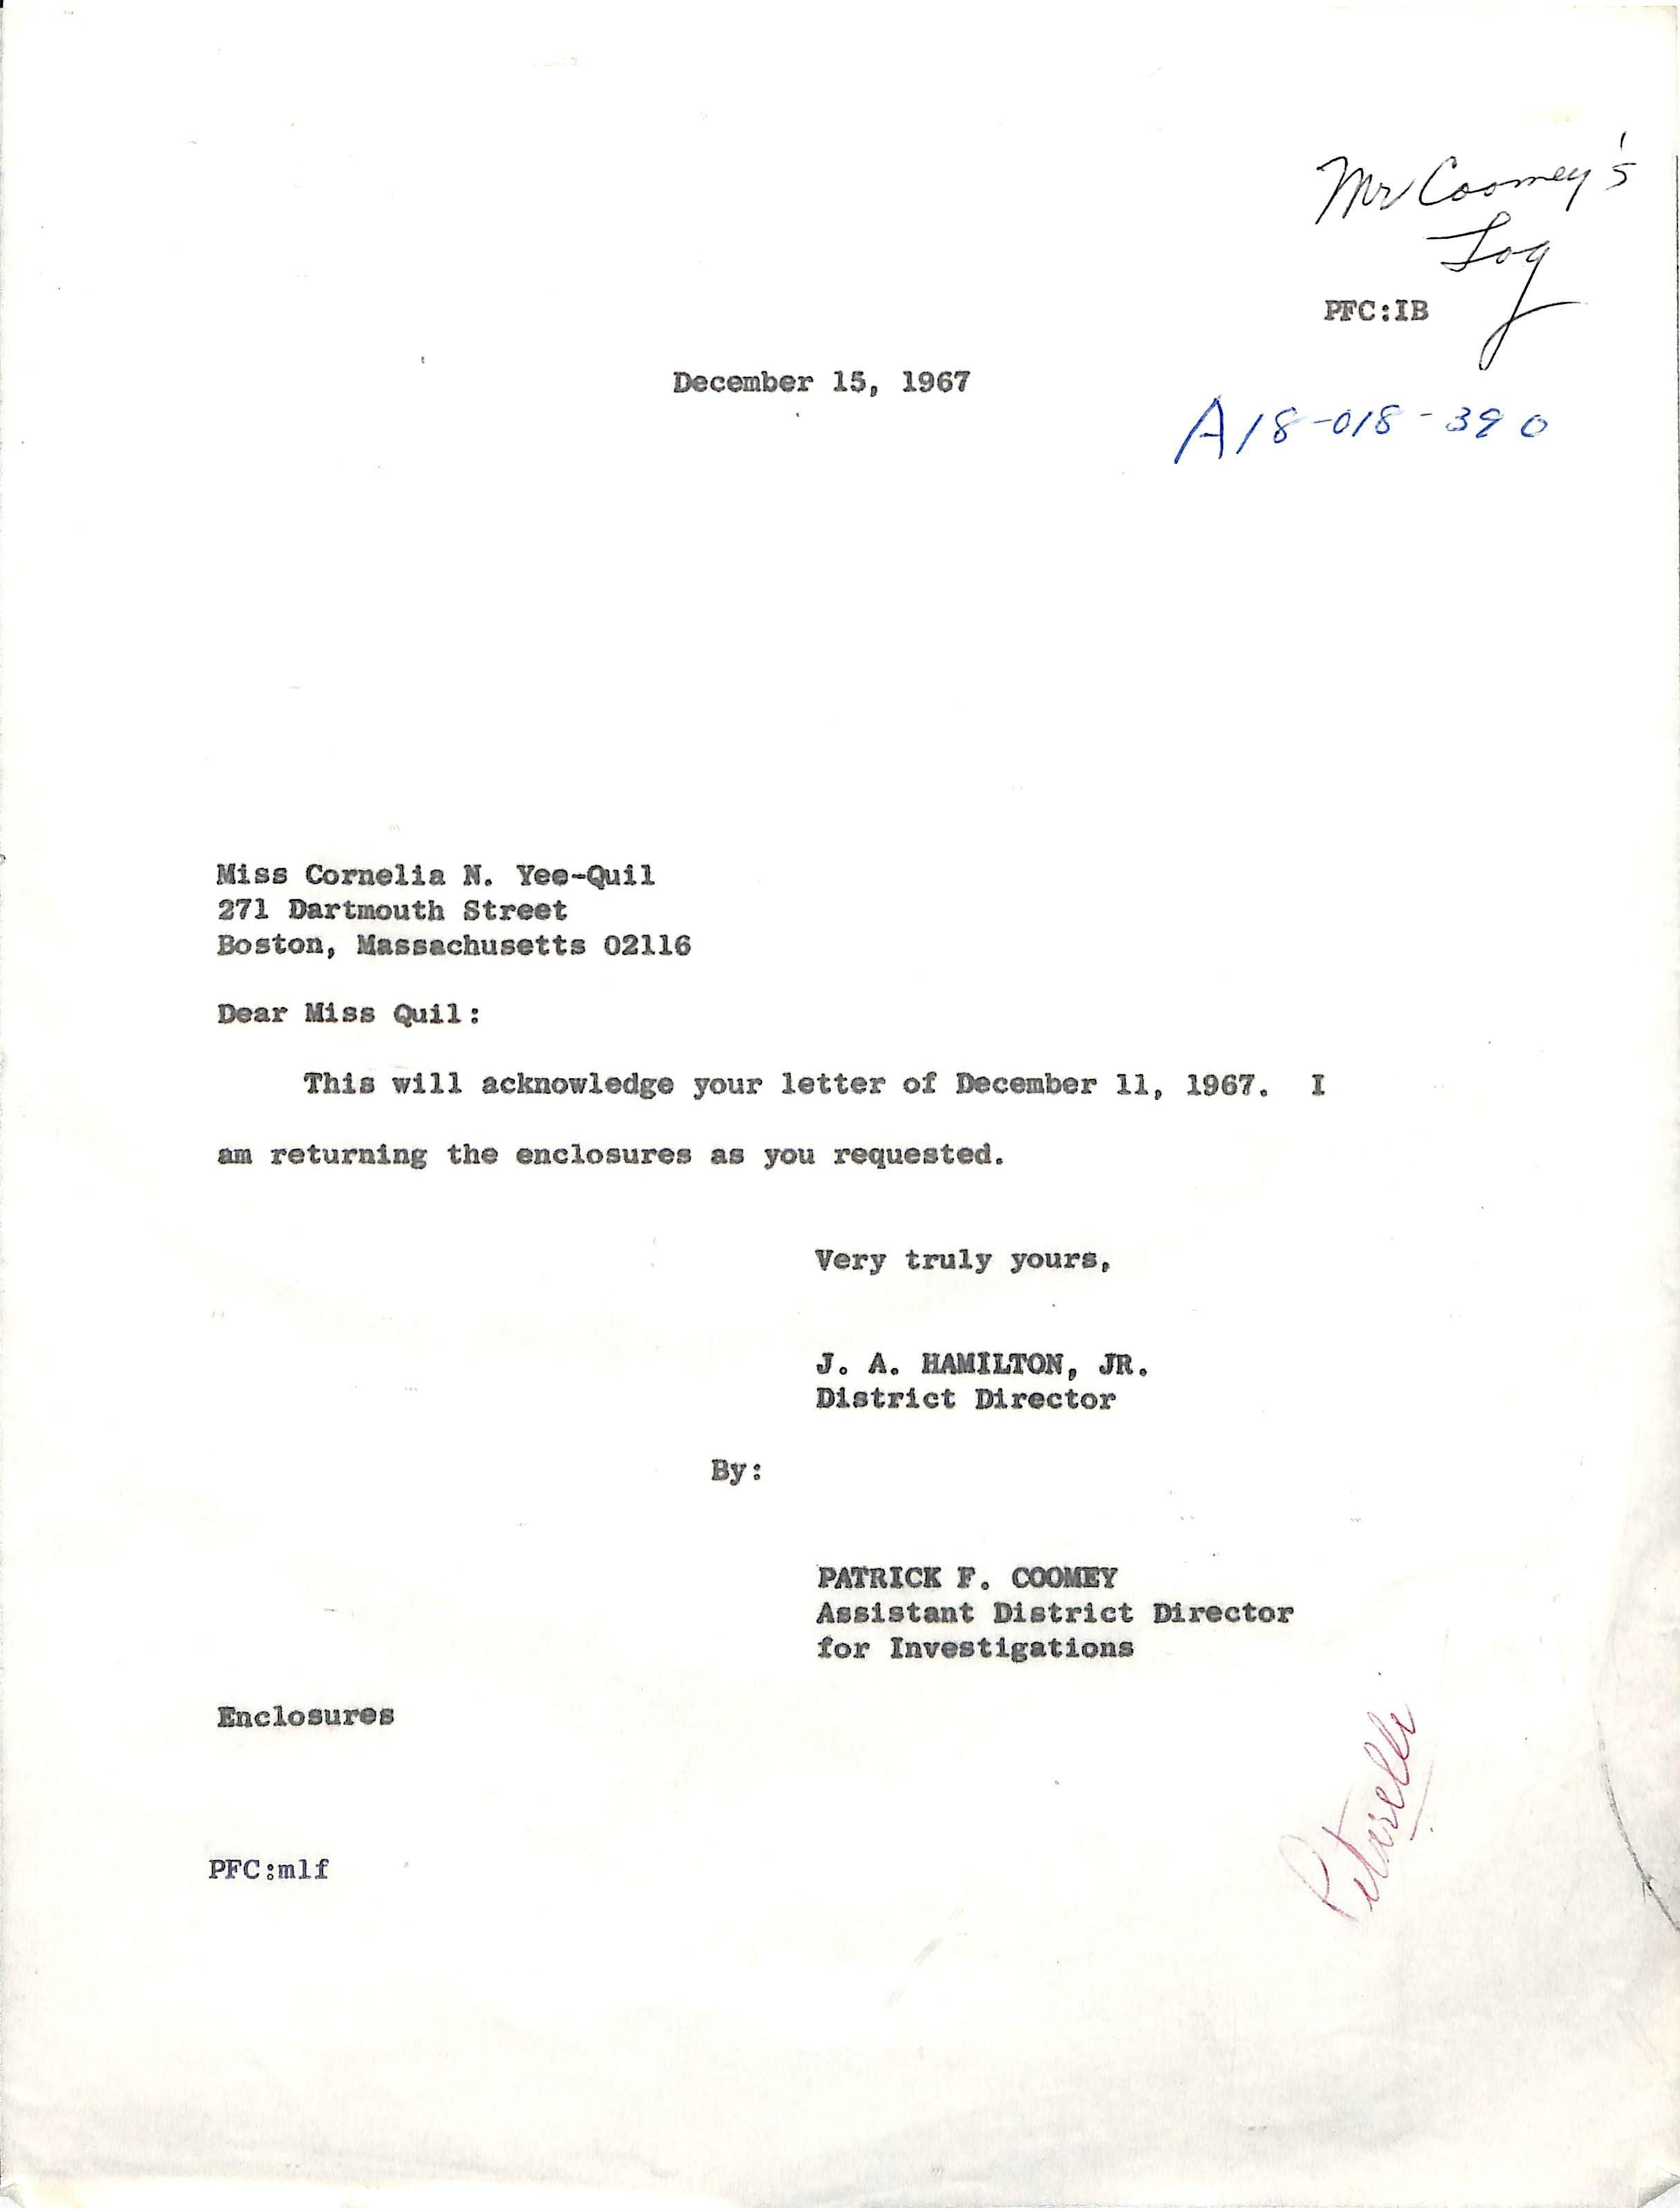 Mr Coomey's
Log
PFC:IB
December 15, 1967
A18-018-390
Miss Cornelia N. Yee-Quil
271 Dartmouth Street
Boston, Massachusetts 02116
Dear Miss Quil:
This will acknowledge your letter of December 11, 1967. I
am returning the enclosures as you requested.
Very truly yours,
J. A. HAMILTON, JR.
District Director
By:
PATRICK F. COOMEY
Assistant District Director
for Investigations
Enclosures
PFC:mlf